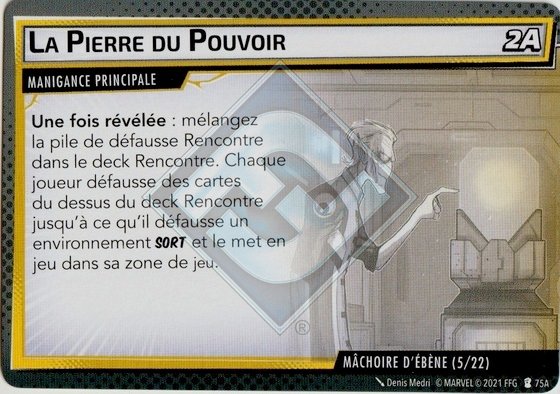 La Pierre du Pouvoir
2A
Manigance Principale
Une fois révélée : mélangez
la pile de défausse Rencontre
dans le deck Rencontre. Chaque
joueur défausse des cartes
du dessus du deck Rencontre
jusqu'à ce qu'il défausse un
environnement SORT et le met en
jeu dans sa zone de jeu.
®
Mâchoire d'Ébène (5/22)
Denis Medri © MARVEL © 2021 FFG 75A